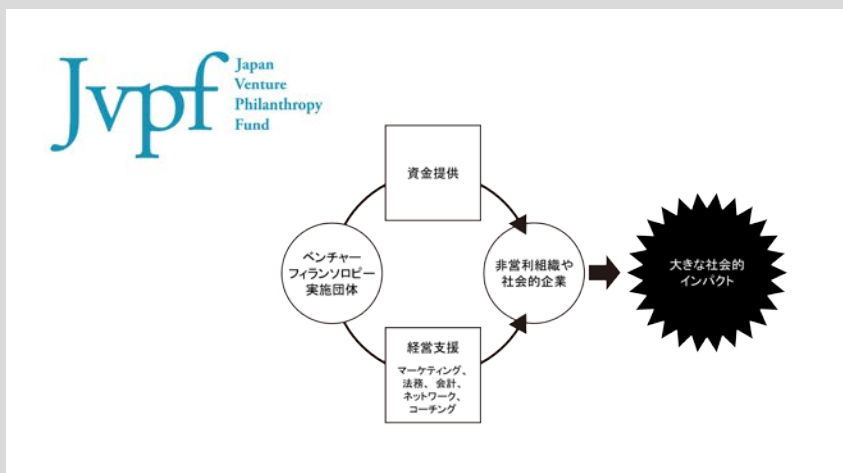 Jvpf
Japan
Venture
Philanthropy
Fund
資金提供
ベンチャー
フィランソロピー
実施団体
非営利組織や
社会的企業
大きな社会的
インパクト
経営支援
マーケティング、
法務、会計、
ネットワーク、
コーチング